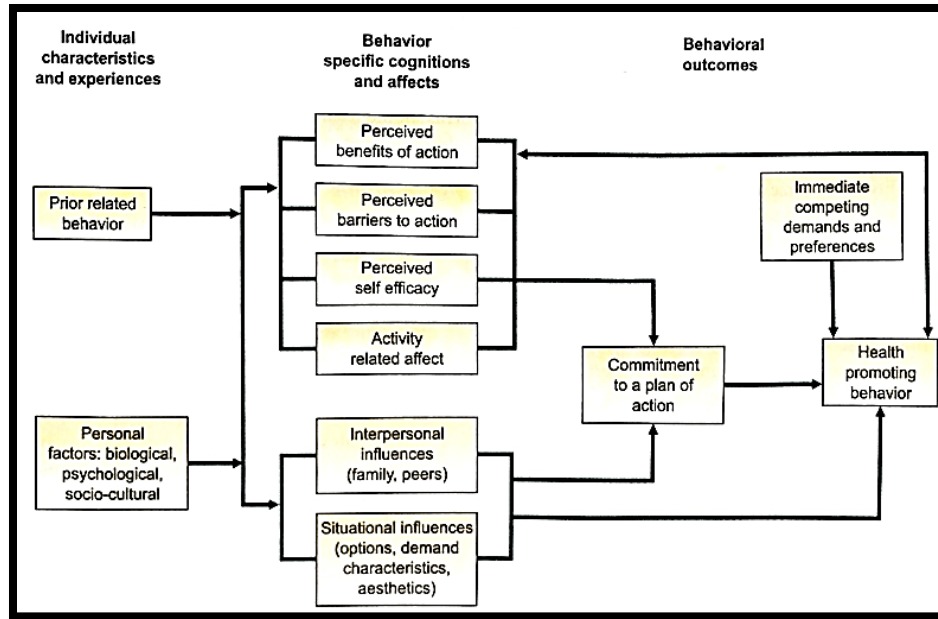 Individual
characteristics
and experiences
Behavior
specific cognitions
and affects
Behavioral
outcomes
Perceived
benefits of action
Prior related
behavior
Perceived
barriers to action
Immediate
competing
demands and
preferences
Perceived
self efficacy
Activity
related affect
Commitment
to a plan of
action
Health
promoting
behavior
Personal
factors: biological,
psychological,
socio-cultural
Interpersonal
influences
(family, peers)
Situational influences
(options, demand
characteristics,
aesthetics)